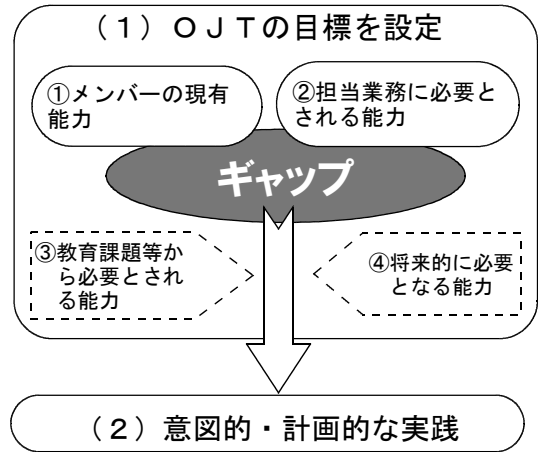 (1)OJTの目標を設定
①メンバーの現有
能力
②担当業務に必要と
される能力
ギャップ
③教育課題等か
ら必要とされ
る能力
④将来的に必要
となる能力
(2)意図的・計画的な実践